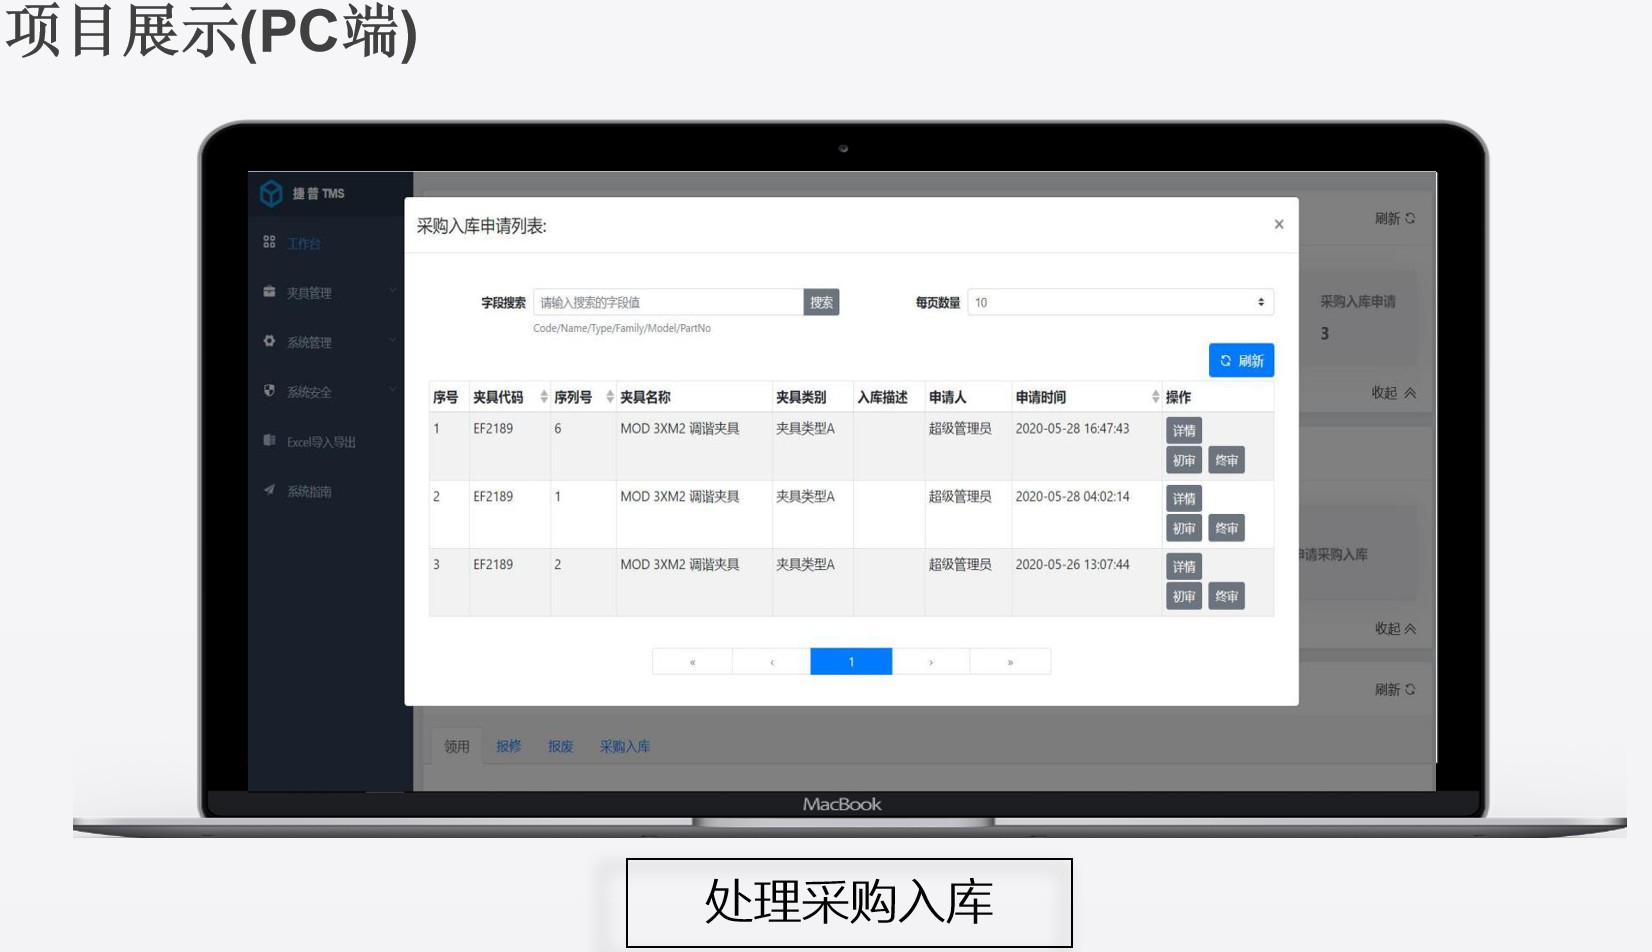 项目展示(PC端)
捷普 TMS
工作台
夹具管理
系统管理
系统安全
Excel导入导出
系统指南
刷新
采购入库申请
3
收起
采购入库申请列表:
×
字段搜索 请输入搜索的字段值 搜索 每页数量 10
Code/Name/Type/Family/Model/PartNo
刷新
序号 夹具代码 序列号 夹具名称 夹具类别 入库描述 申请人 申请时间 操作
1 EF2189 6 MOD 3XM2 调谐夹具 夹具类型A 超级管理员 2020-05-28 16:47:43 详情
初审 终审
2 EF2189 1 MOD 3XM2 调谐夹具 夹具类型A 超级管理员 2020-05-28 04:02:14 详情
初审 终审
3 EF2189 2 MOD 3XM2 调谐夹具 夹具类型A 超级管理员 2020-05-26 13:07:44 详情
初审 终审
« ‹ 1 › »
请采购入库
收起
刷新
领用 报修 报废 采购入库
MacBook
处理采购入库